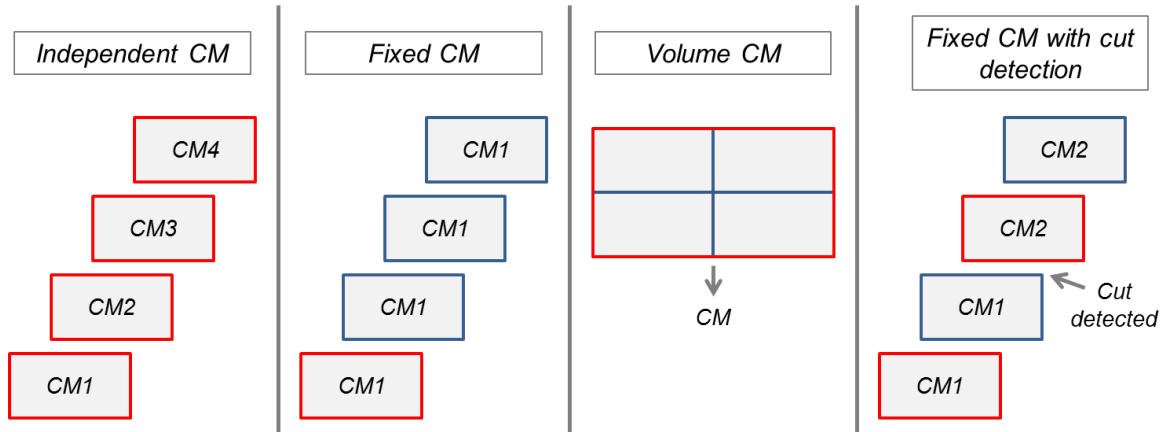 Independent CM
CM4
CM3
CM2
CM1
Fixed CM
CM1
CM1
CM1
CM1
Volume CM
CM
Fixed CM with cut
detection
CM2
CM2
CM1
Cut
detected
CM1